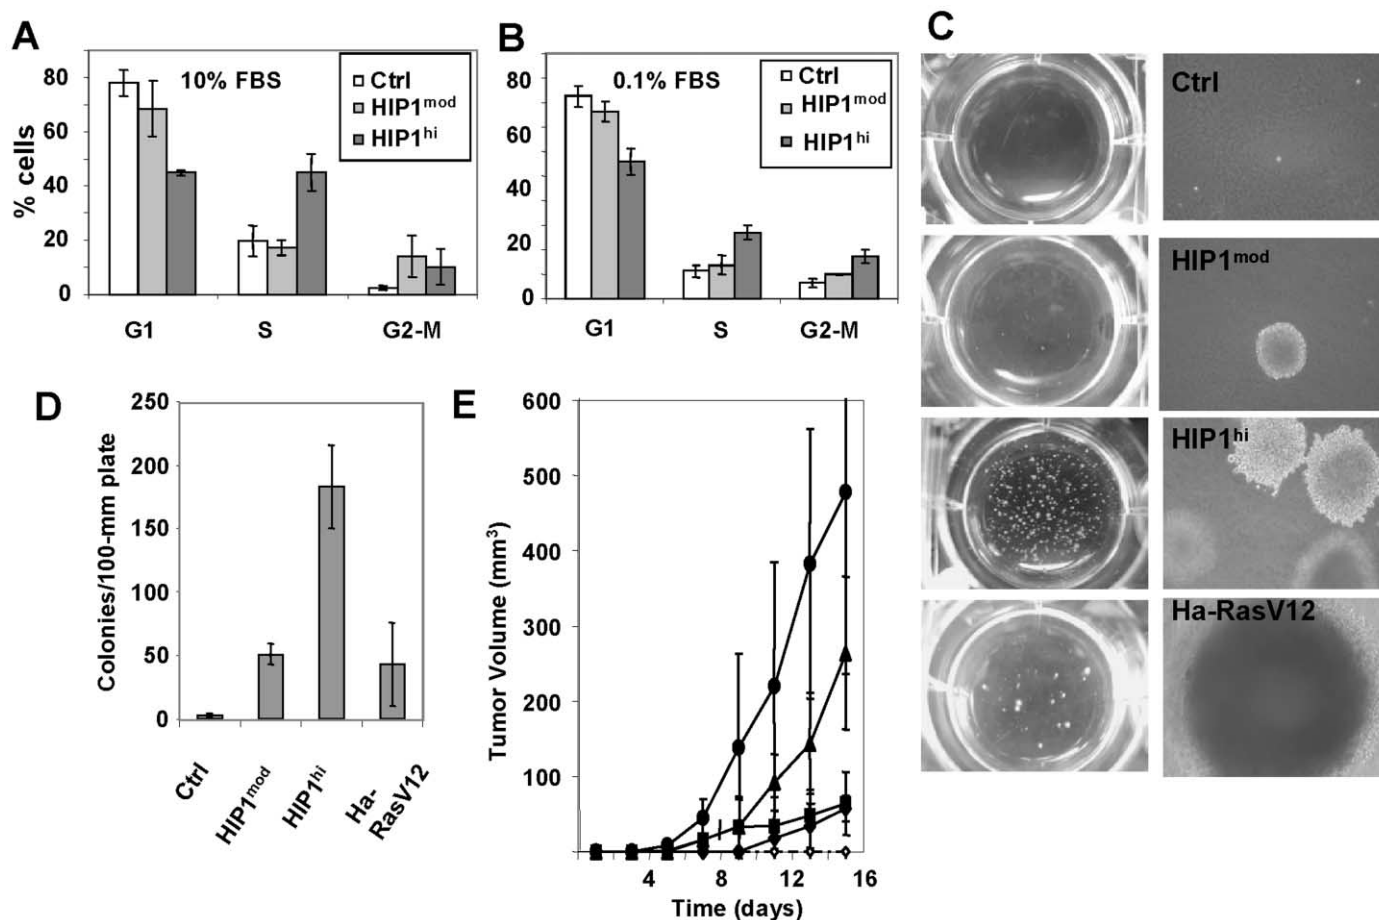 A
10% FBS
Ctrl
HIP1mod
HIP1hi
% cells
80
60
40
20
0
G1 S G2-M
B
0.1% FBS
Ctrl
HIP1mod
HIP1hi
80
60
40
20
0
G1 S G2-M
C
Ctrl
HIP1mod
HIP1hi
Ha-RasV12
D
Colonies/100-mm plate
250
200
150
100
50
0
Ctrl
HIP1mod
HIP1hi
Ha-
RasV12
E
Tumor Volume (mm3)
600
500
400
300
200
100
4 8 12 16
Time (days)